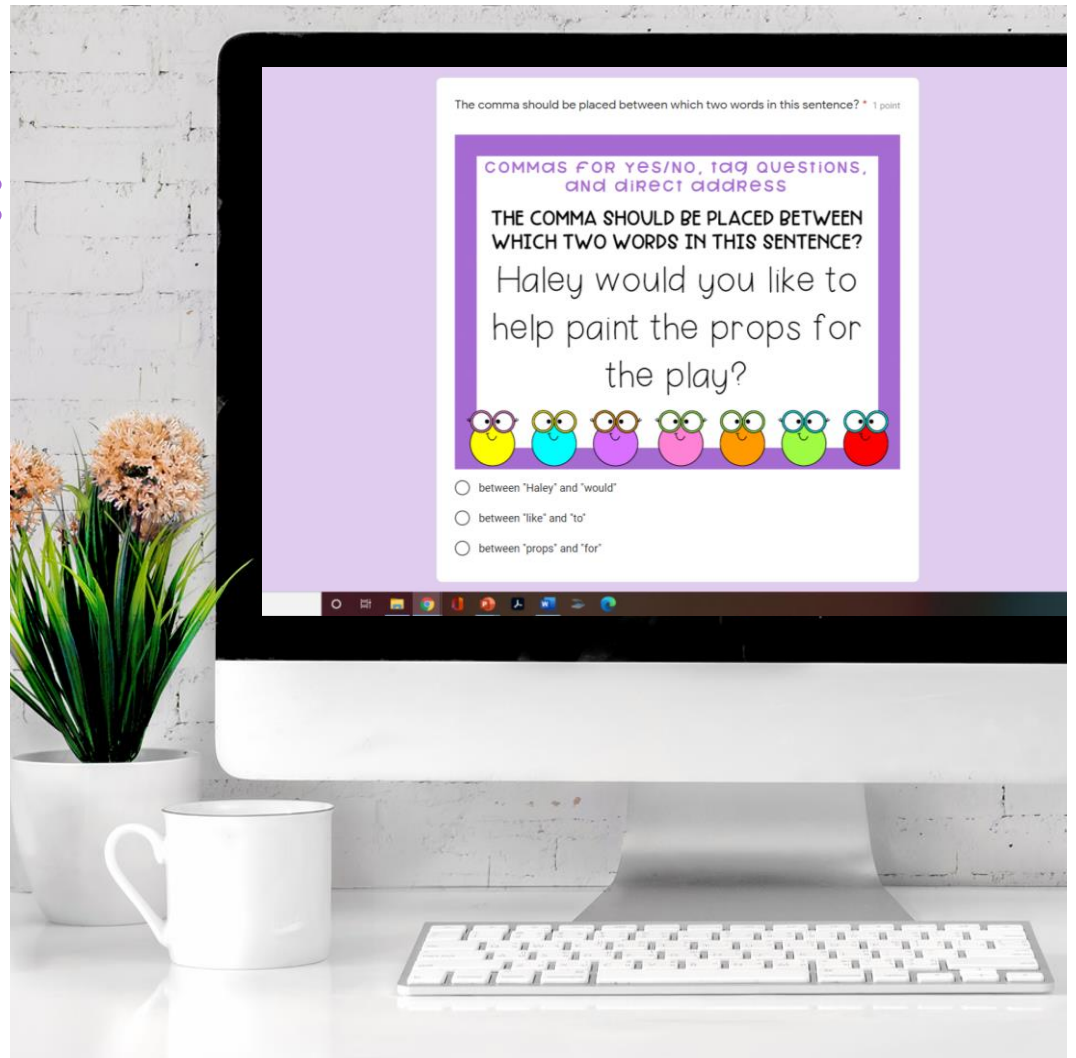 The comma should be placed between which two words in this sentence? * 1 point
COMMAS FOR YES/NO, TAG QUESTIONS,
AND DIRECT ADDRESS
THE COMMA SHOULD BE PLACED BETWEEN
WHICH TWO WORDS IN THIS SENTENCE?
Haley would you like to
help paint the props for
the play?
between "Haley" and "would"
between "like" and "to"
between "props" and "for"